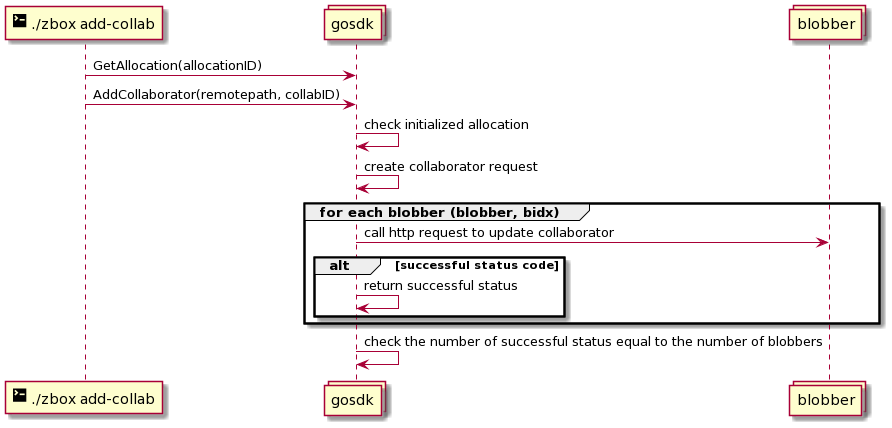 ./zbox add-collab
gosdk
blobber
GetAllocation(allocationID)
AddCollaborator(remotepath, collabID)
check initialized allocation
create collaborator request
for each blobber (blobber, bidx)
call http request to update collaborator
alt [successful status code]
return successful status
check the number of successful status equal to the number of blobbers
./zbox add-collab
gosdk
blobber